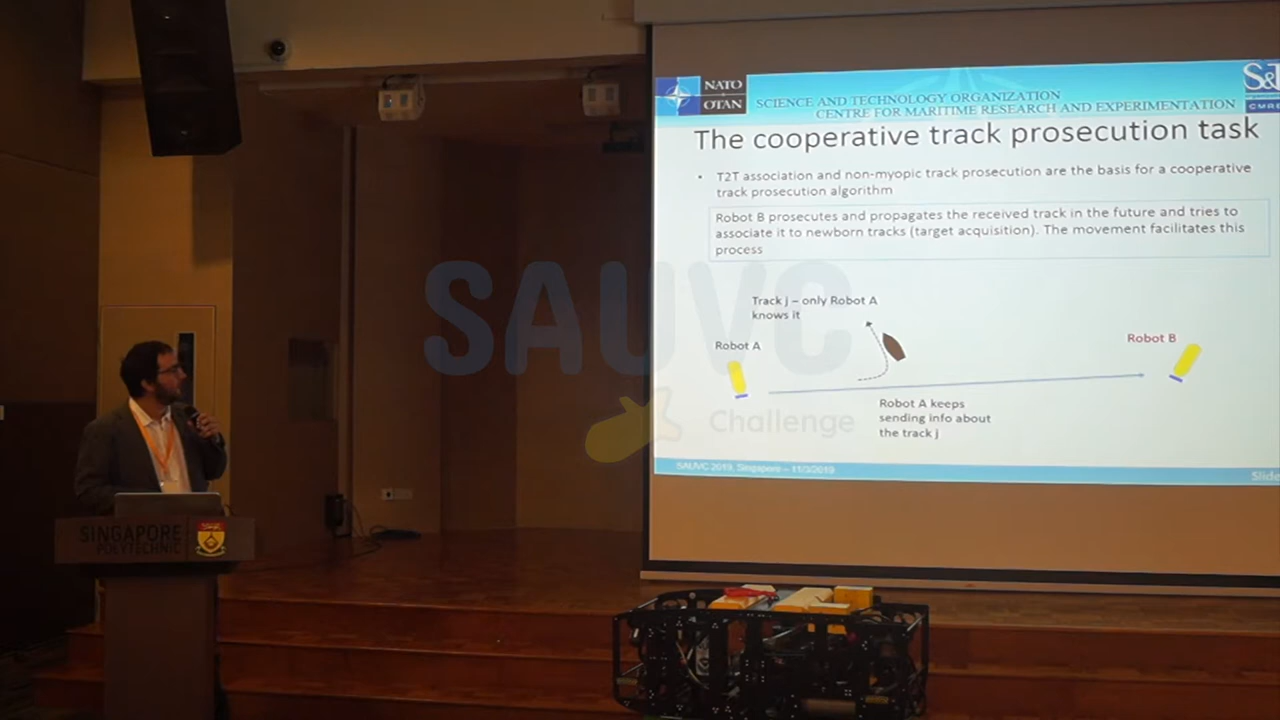 NATO
OTAN
S&T
CMRE
SCIENCE AND TECHNOLOGY ORGANIZATION
CENTRE FOR MARITIME RESEARCH AND EXPERIMENTATION
The cooperative track prosecution task
• T2T association and non-myopic track prosecution are the basis for a cooperative
track prosecution algorithm
Robot B prosecutes and propagates the received track in the future and tries to
associate it to newborn tracks (target acquisition). The movement facilitates this
process
Track j – only Robot A
knows it
Robot A
Robot B
Robot A keeps
sending info about
the track j
SAUVC 2019, Singapore – 11/3/2019
Slide
SAUVC
Challenge
SINGAPORE
POLYTECHNIC